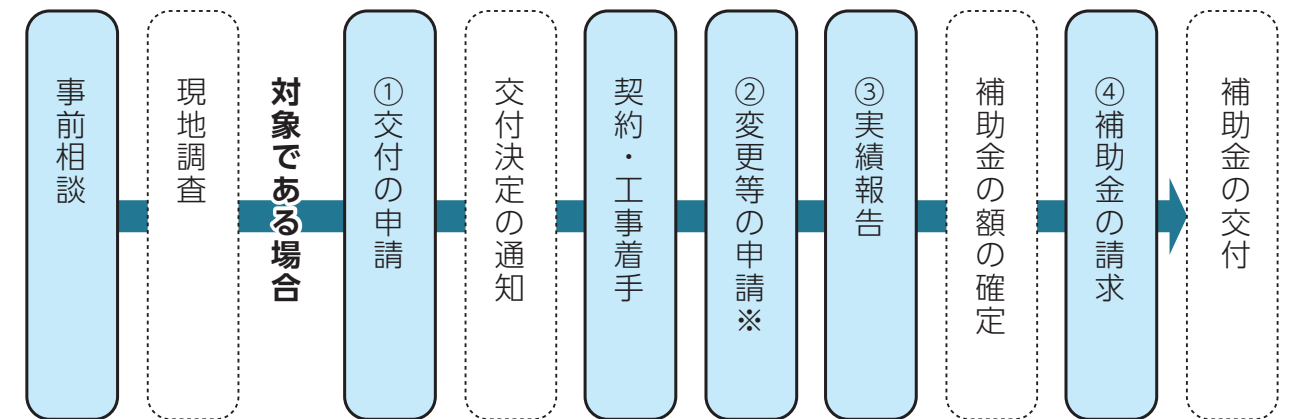 事前相談
現地調査
対象である場合
①交付の申請
交付決定の通知
契約・工事着手
②変更等の申請※
③実績報告
補助金の額の確定
④補助金の請求
補助金の交付